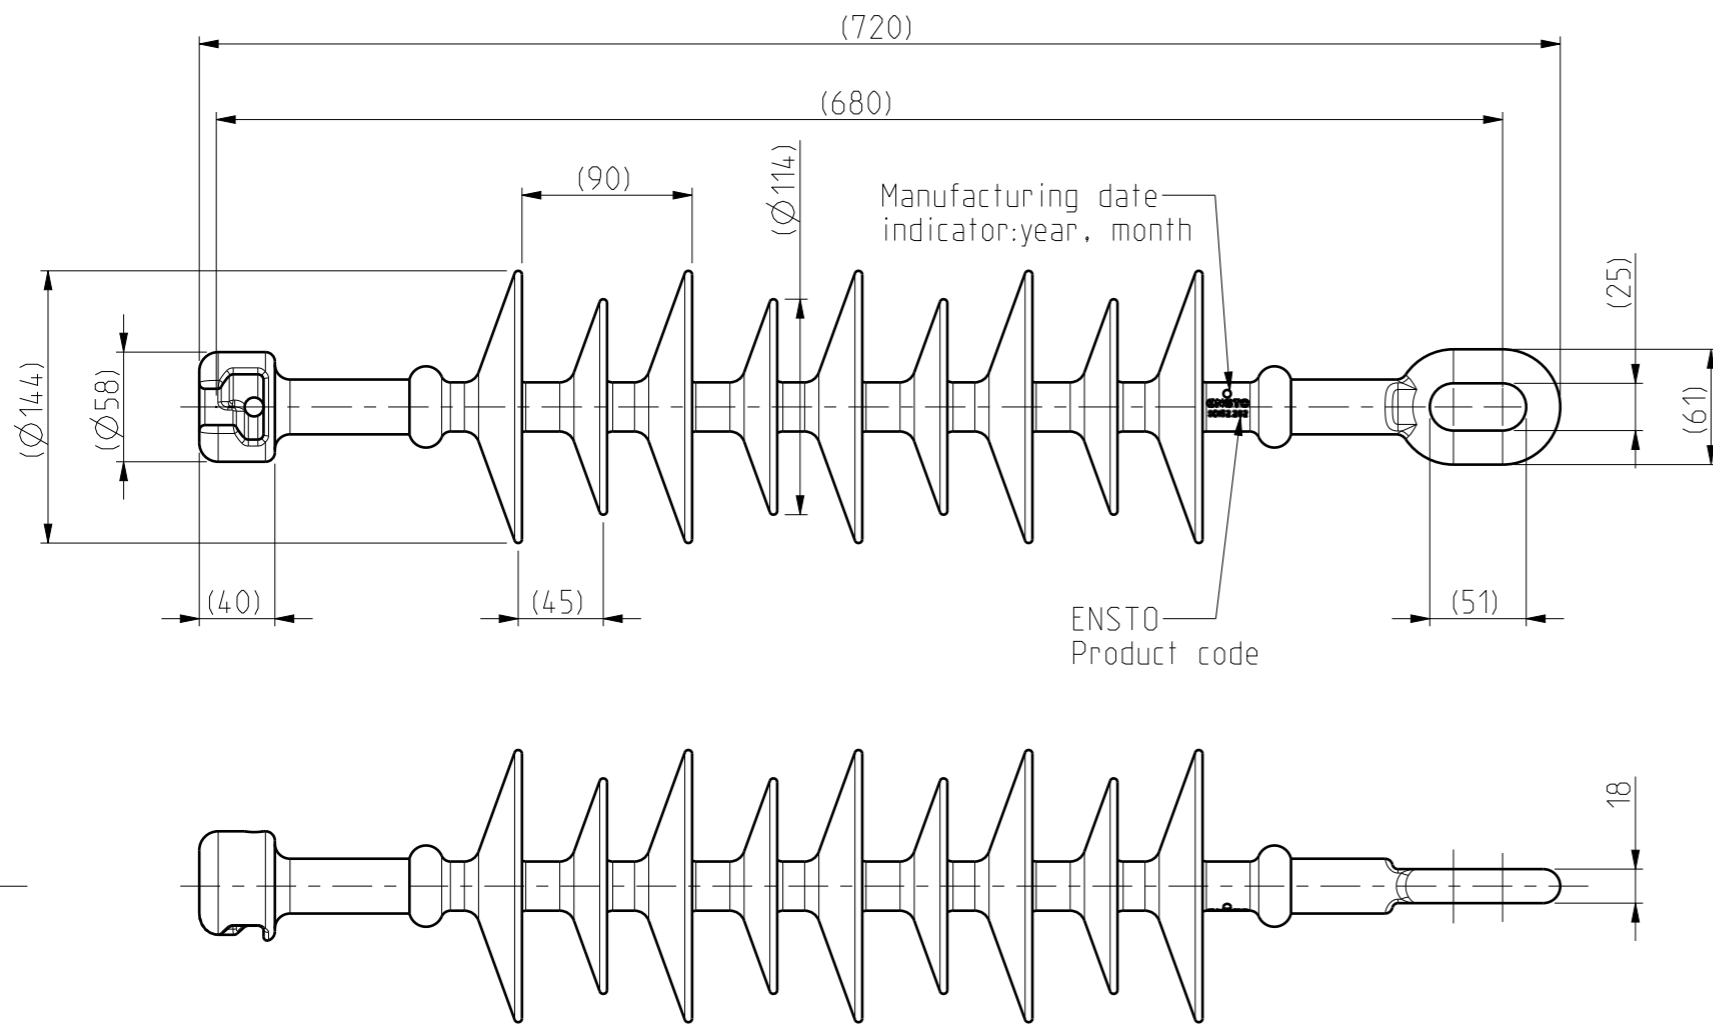 (720)
(680)
(90)
(Ø114)
Manufacturing date
indicator:year, month
(25)
(Ø144)
(Ø58)
(61)
ENSTO
(40)
(45)
(51)
ENSTO
Product code
18